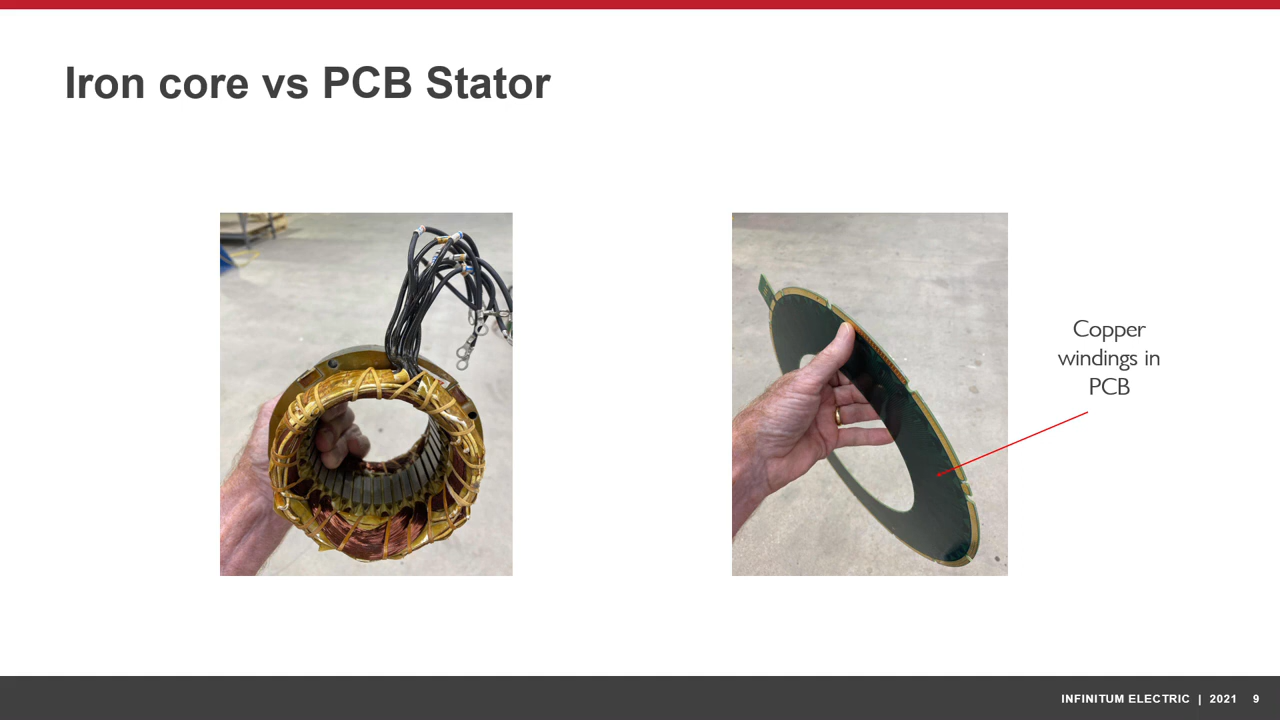 Iron core vs PCB Stator
Copper
windings in
PCB
INFINITUM ELECTRIC | 2021 9